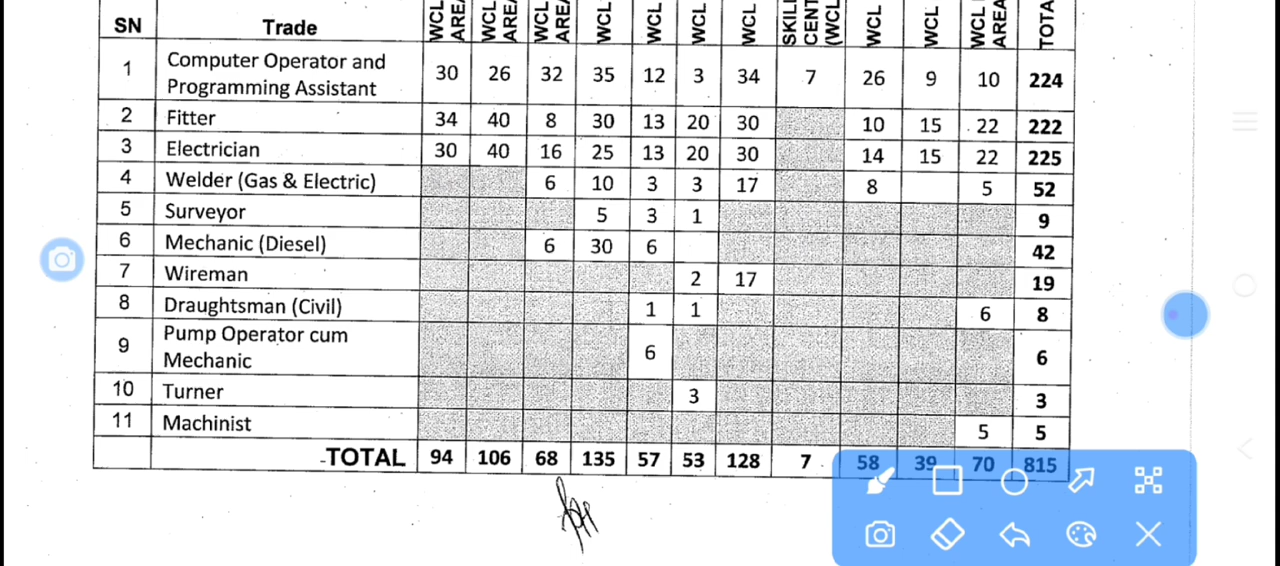 SN Trade WCL AREA WCL AREA WCL AREA WCL WCL WCL WCL SKILL CENT (WCL WCL WCL WCL AREA TOTA
1 Computer Operator and Programming Assistant 30 26 32 35 12 3 34 7 26 9 10 224
2 Fitter 34 40 8 30 13 20 30 10 15 22 222
3 Electrician 30 40 16 25 13 20 30 14 15 22 225
4 Welder (Gas & Electric) 6 10 3 3 17 8 5 52
5 Surveyor 5 3 1 9
6 Mechanic (Diesel) 6 30 6 42
7 Wireman 2 17 19
8 Draughtsman (Civil) 1 1 6 8
9 Pump Operator cum Mechanic 6 6
10 Turner 3 3
11 Machinist 5 5
TOTAL 94 106 68 135 57 53 128 7 58 39 70 815